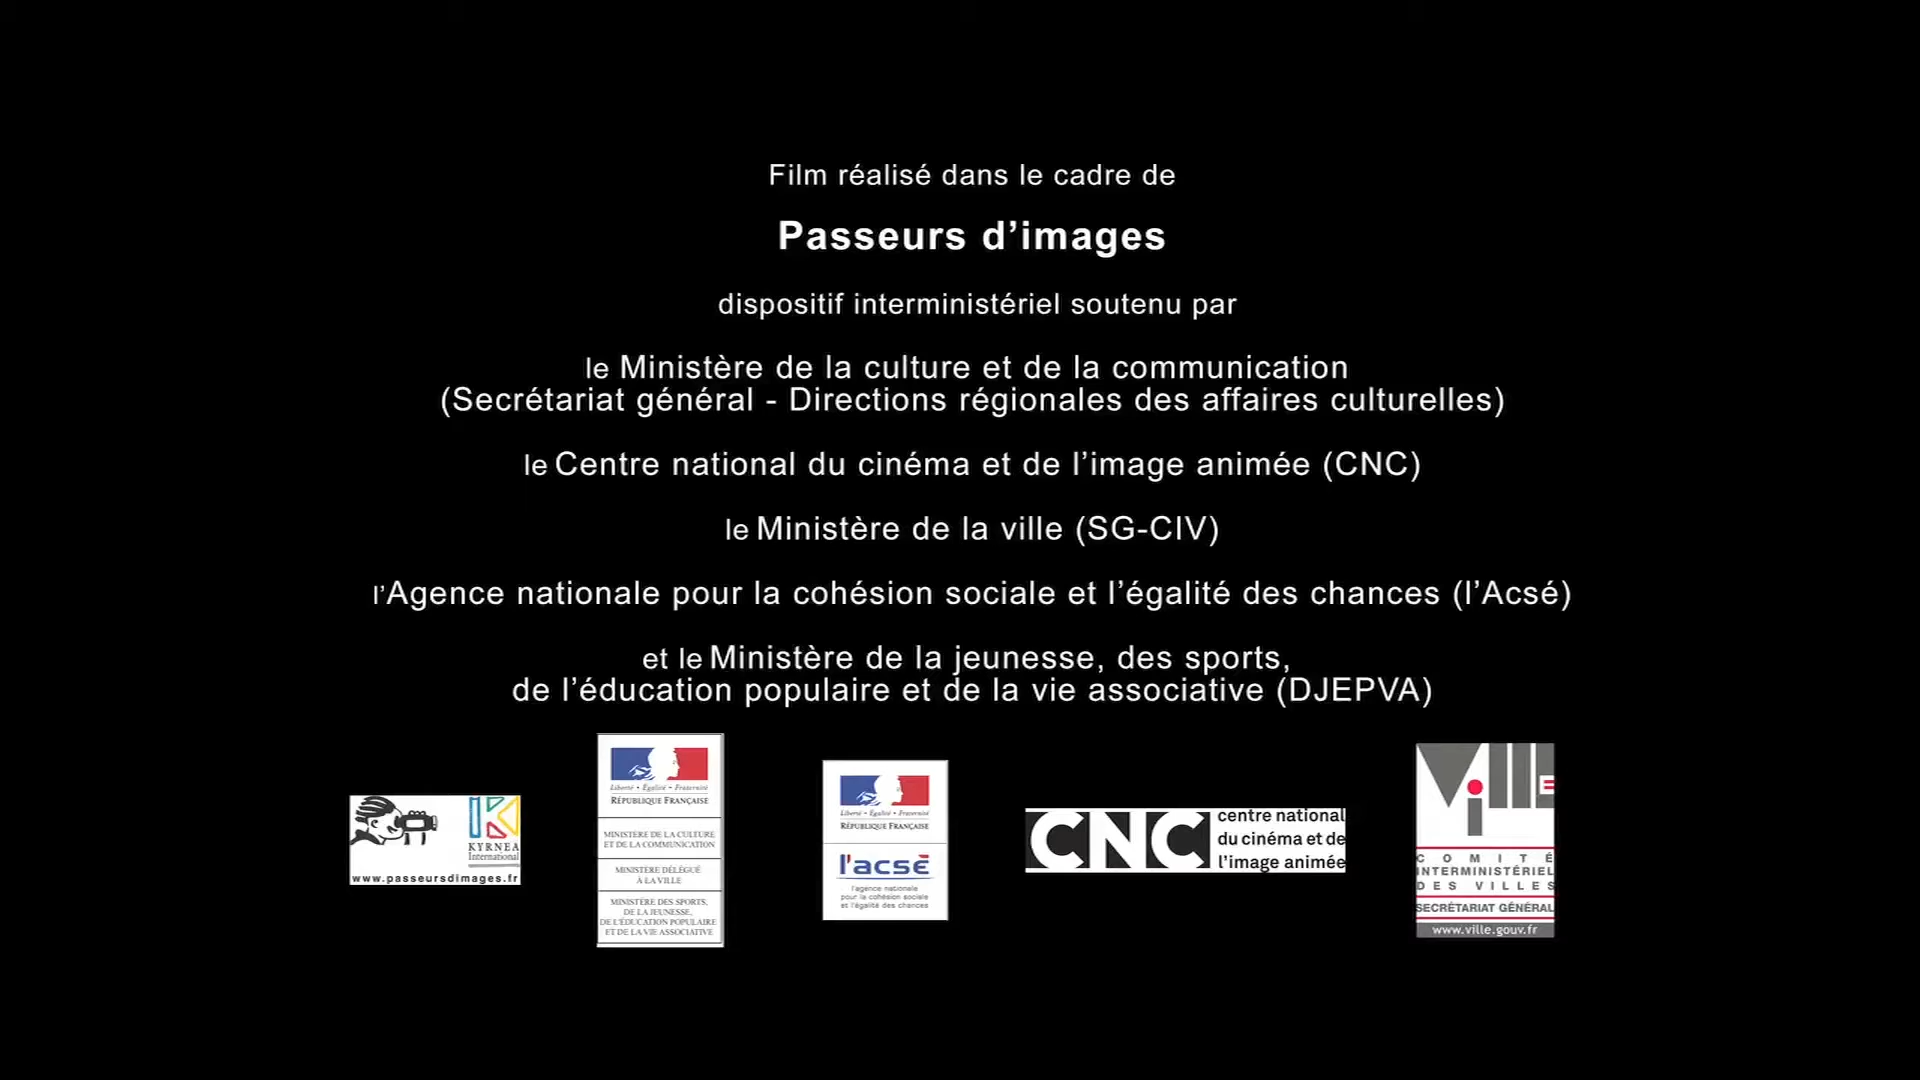 Film réalisé dans le cadre de
Passeurs d’images
dispositif interministériel soutenu par
le Ministère de la culture et de la communication
(Secrétariat général - Directions régionales des affaires culturelles)
le Centre national du cinéma et de l’image animée (CNC)
le Ministère de la ville (SG-CIV)
l’Agence nationale pour la cohésion sociale et l’égalité des chances (l’Acsé)
et le Ministère de la jeunesse, des sports,
de l’éducation populaire et de la vie associative (DJEPVA)
KYRNEA
International
www.passeursdimages.fr
Liberté • Égalité • Fraternité
RÉPUBLIQUE FRANÇAISE
MINISTÈRE DE LA CULTURE
ET DE LA COMMUNICATION
MINISTÈRE DÉLÉGUÉ
À LA VILLE
MINISTÈRE DES SPORTS,
DE LA JEUNESSE,
DE L'ÉDUCATION POPULAIRE
ET DE LA VIE ASSOCIATIVE
Liberté • Égalité • Fraternité
RÉPUBLIQUE FRANÇAISE
l'acsé
l'agence nationale
pour la cohésion sociale
et l'égalité des chances
CNC
centre national
du cinéma et de
l’image animée
VillE
COMITÉ
INTERMINISTÉRIEL
DES VILLES
SECRÉTARIAT GÉNÉRAL
www.ville.gouv.fr